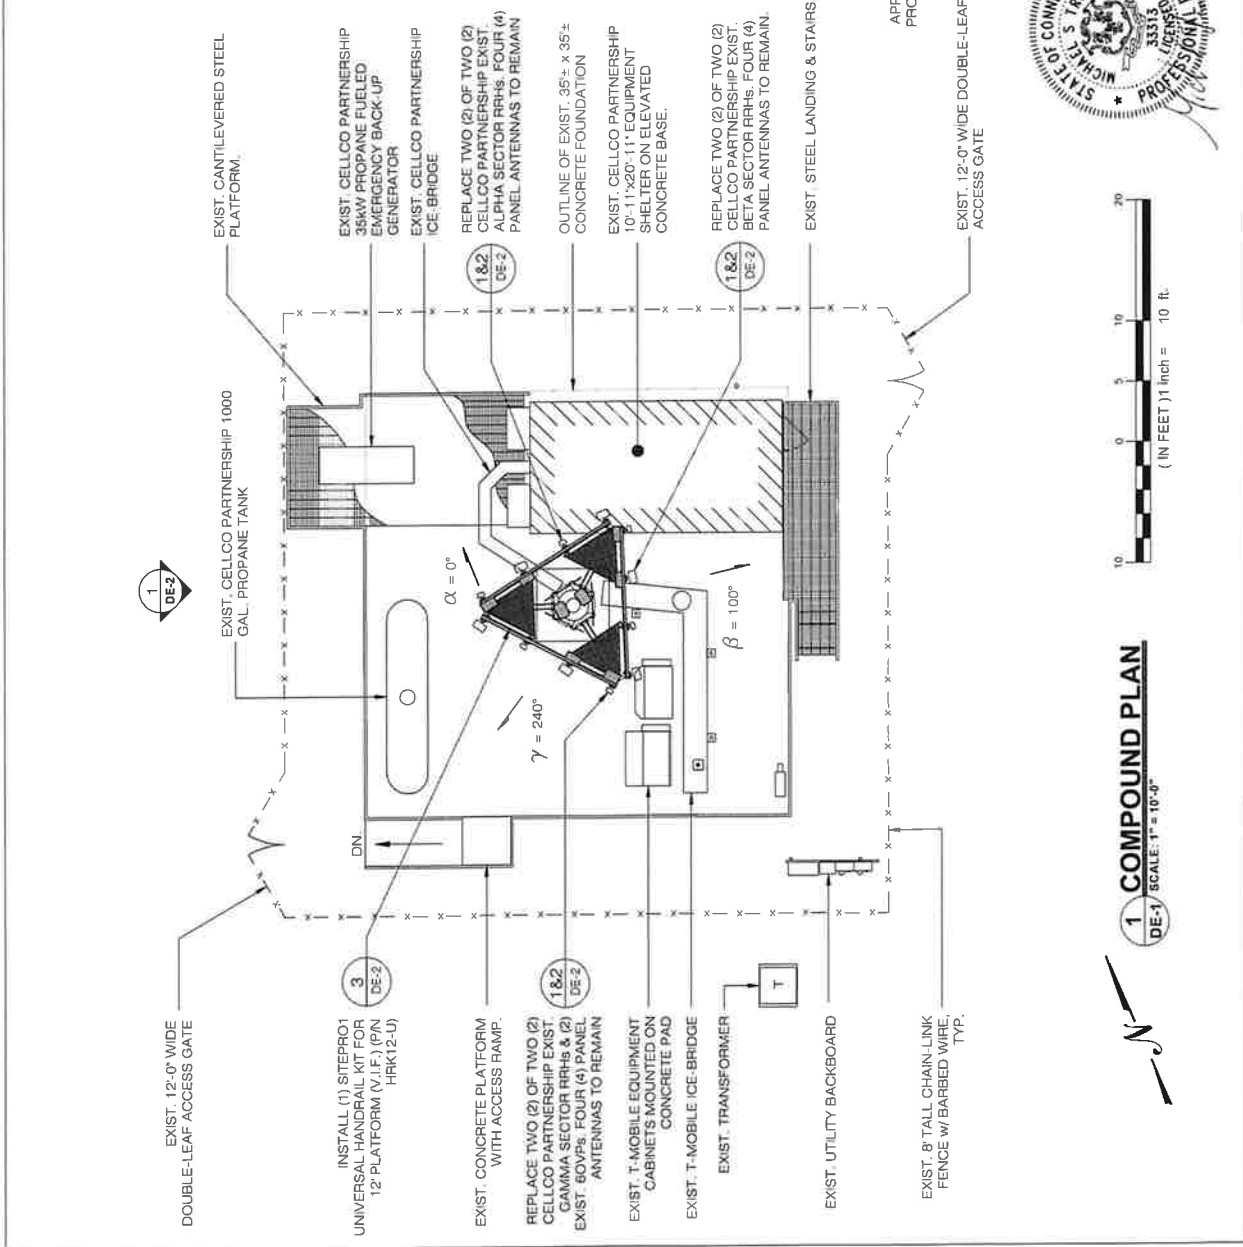 EXIST. 12'-0" WIDE
DOUBLE-LEAF ACCESS GATE
INSTALL (1) SITEPRO1
UNIVERSAL HANDRAIL KIT FOR
12' PLATFORM (V.I.F.) (P/N
HRK12-U)
3
DE-2
EXIST. CONCRETE PLATFORM
WITH ACCESS RAMP.
REPLACE TWO (2) OF TWO (2)
CELLCO PARTNERSHIP EXIST.
GAMMA SECTOR RRHs & (2)
EXIST. 6OVPs. FOUR (4) PANEL
ANTENNAS TO REMAIN
1&2
DE-2
EXIST. T-MOBILE EQUIPMENT
CABINETS MOUNTED ON
CONCRETE PAD
EXIST. T-MOBILE ICE-BRIDGE
EXIST. TRANSFORMER
T
EXIST. UTILITY BACKBOARD
EXIST. 8' TALL CHAIN-LINK
FENCE W/ BARBED WIRE,
TYP.
DN.
1
DE-2
EXIST. CELLCO PARTNERSHIP 1000
GAL. PROPANE TANK
α = 0°
γ = 240°
β = 100°
EXIST. CANTILEVERED STEEL
PLATFORM.
EXIST. CELLCO PARTNERSHIP
35kW PROPANE FUELED
EMERGENCY BACK-UP
GENERATOR
EXIST. CELLCO PARTNERSHIP
ICE-BRIDGE
REPLACE TWO (2) OF TWO (2)
CELLCO PARTNERSHIP EXIST.
ALPHA SECTOR RRHs. FOUR (4)
PANEL ANTENNAS TO REMAIN
1&2
DE-2
OUTLINE OF EXIST. 35'± x 35'±
CONCRETE FOUNDATION
EXIST. CELLCO PARTNERSHIP
10'-11"x20'-11" EQUIPMENT
SHELTER ON ELEVATED
CONCRETE BASE.
REPLACE TWO (2) OF TWO (2)
CELLCO PARTNERSHIP EXIST.
BETA SECTOR RRHs. FOUR (4)
PANEL ANTENNAS TO REMAIN.
1&2
DE-2
EXIST. STEEL LANDING & STAIRS
EXIST. 12'-0" WIDE DOUBLE-LEAF
ACCESS GATE
N
1
DE-1
COMPOUND PLAN
SCALE: 1" = 10'-0"
10 0 5 10 20
( IN FEET ) 1 inch = 10 ft.
STATE OF CONN
MICHAEL S TR
33313
LICENSED
PROFESSIONAL